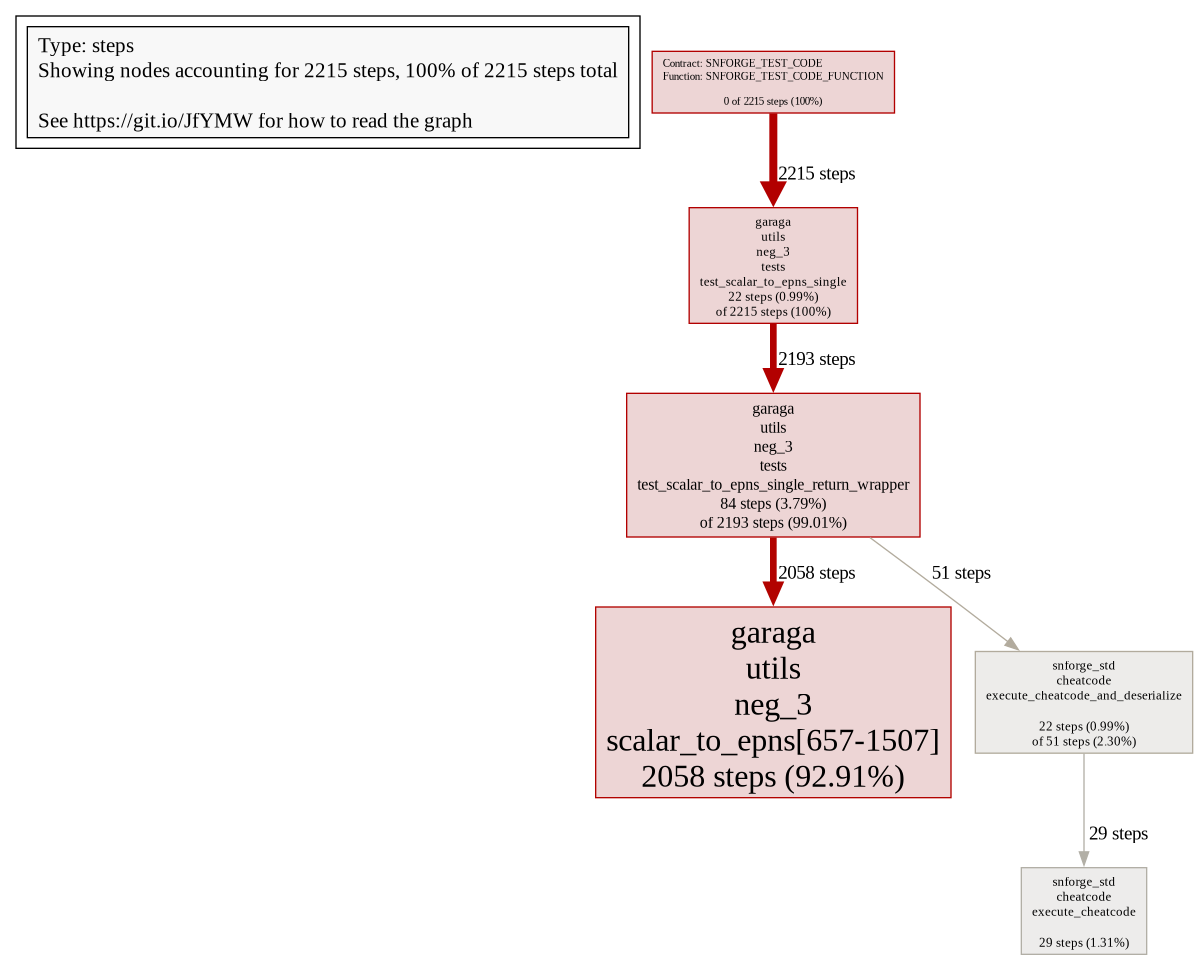 Type: steps
Showing nodes accounting for 2215 steps, 100% of 2215 steps total
See https://git.io/JfYMW for how to read the graph
Contract: SNFORGE_TEST_CODE
Function: SNFORGE_TEST_CODE_FUNCTION
0 of 2215 steps (100%)
2215 steps
garaga
utils
neg_3
tests
test_scalar_to_epns_single
22 steps (0.99%)
of 2215 steps (100%)
2193 steps
garaga
utils
neg_3
tests
test_scalar_to_epns_single_return_wrapper
84 steps (3.79%)
of 2193 steps (99.01%)
2058 steps
51 steps
garaga
utils
neg_3
scalar_to_epns[657-1507]
2058 steps (92.91%)
snforge_std
cheatcode
execute_cheatcode_and_deserialize
22 steps (0.99%)
of 51 steps (2.30%)
29 steps
snforge_std
cheatcode
execute_cheatcode
29 steps (1.31%)